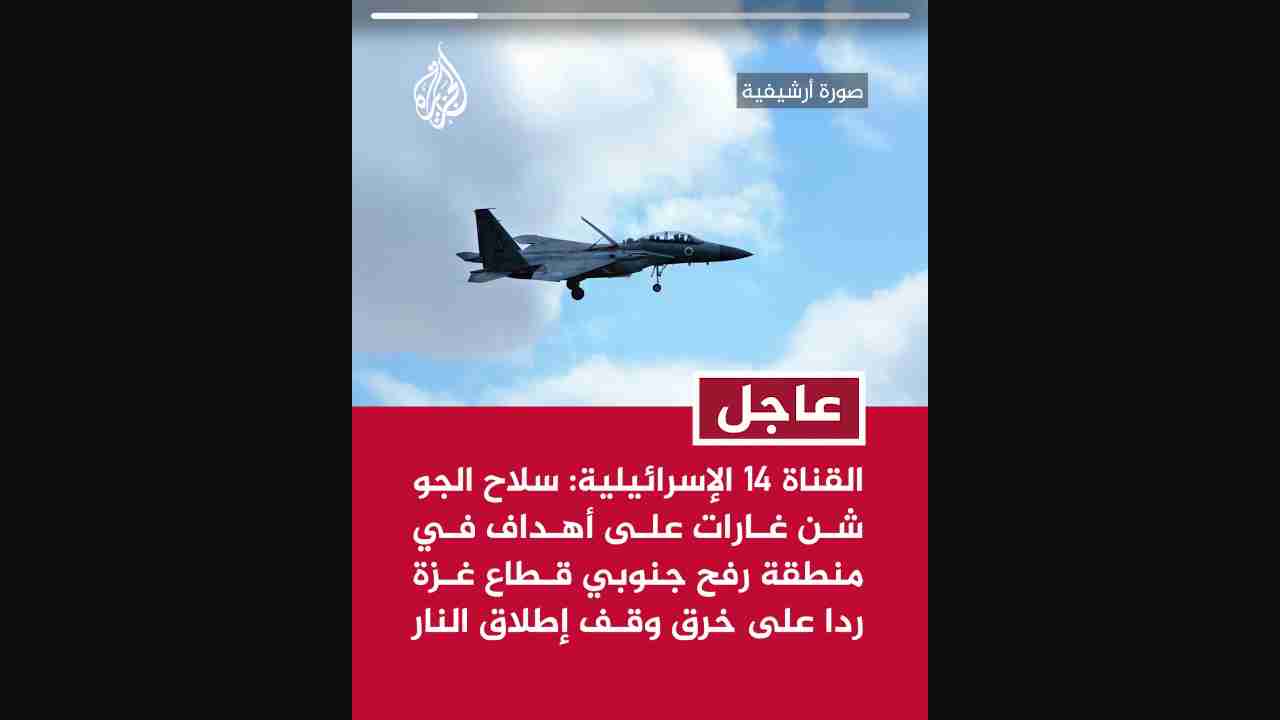 الجزيرة
صورة أرشيفية
عاجل
القناة 14 الإسرائيلية: سلاح الجو
شن غارات على أهداف في
منطقة رفح جنوبي قطاع غزة
ردا على خرق وقف إطلاق النار